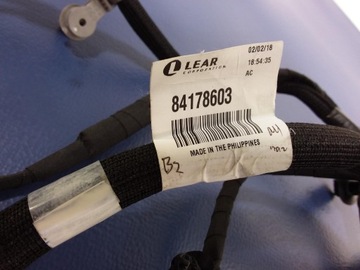 LEAR
CORPORATION
02/02/18
18:54:35
AC
84178603
MADE IN THE PHILIPPINES
B2